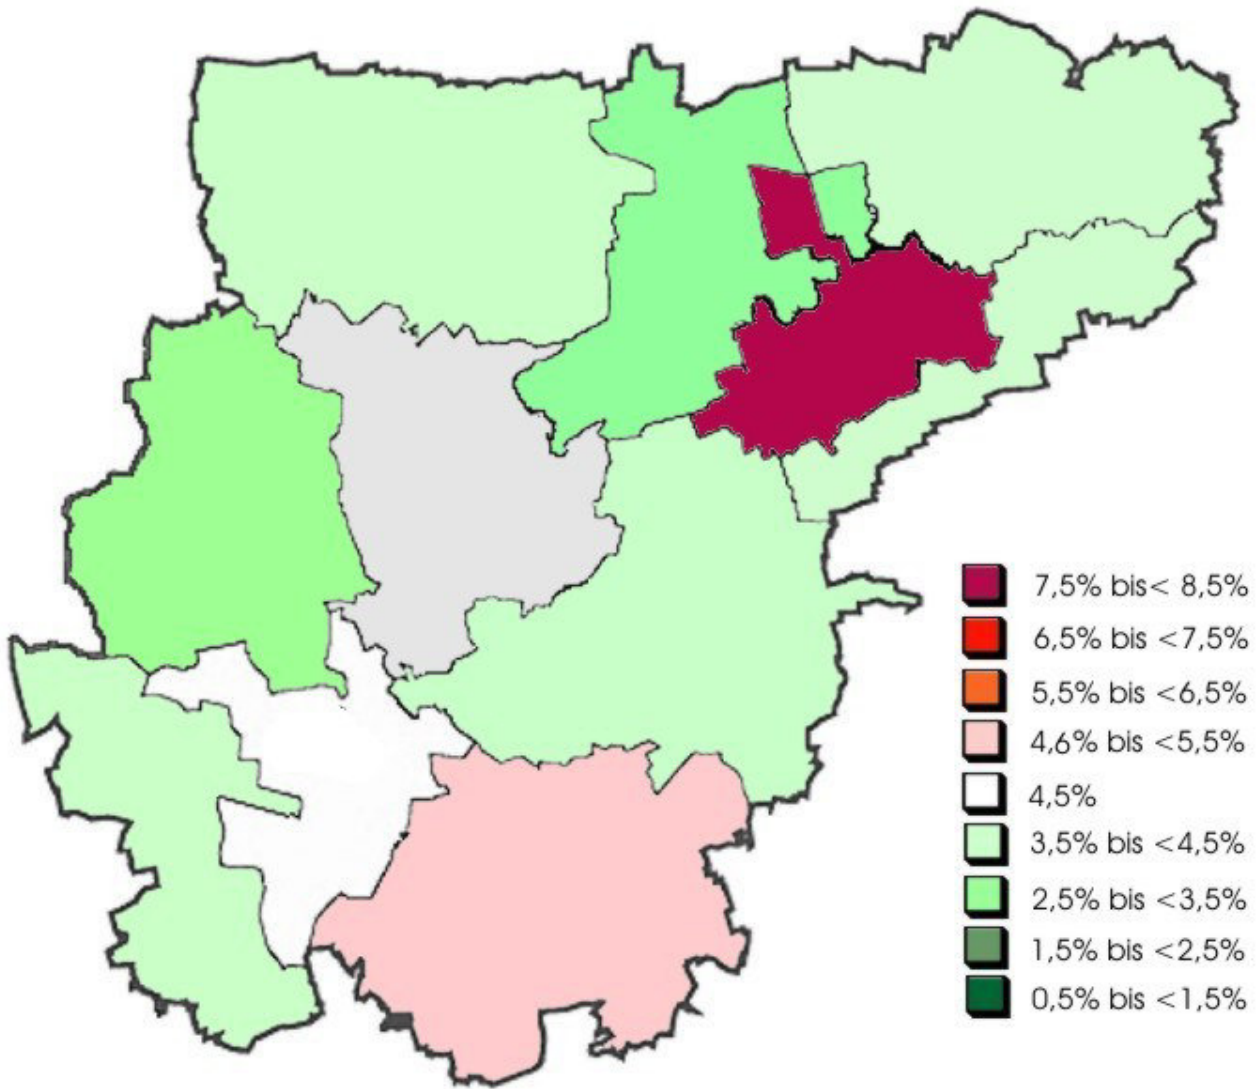 7,5% bis< 8,5%
6,5% bis <7,5%
5,5% bis <6,5%
4,6% bis <5,5%
4,5%
3,5% bis <4,5%
2,5% bis <3,5%
1,5% bis <2,5%
0,5% bis <1,5%